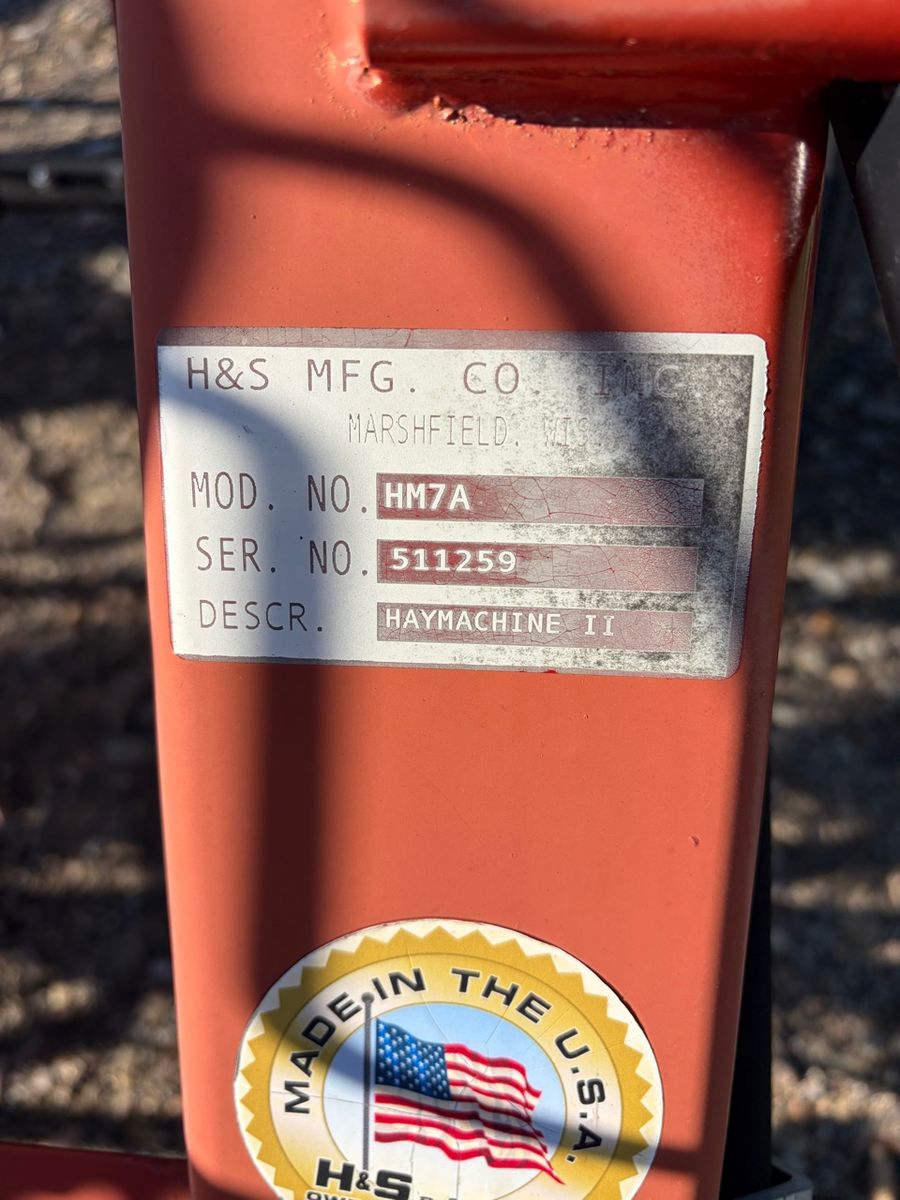 H&S MFG. CO. INC
MARSHFIELD, WIS.
MOD. NO. HM7A
SER. NO. 511259
DESCR. HAYMACHINE II
MADE IN THE U.S.A.
H&S